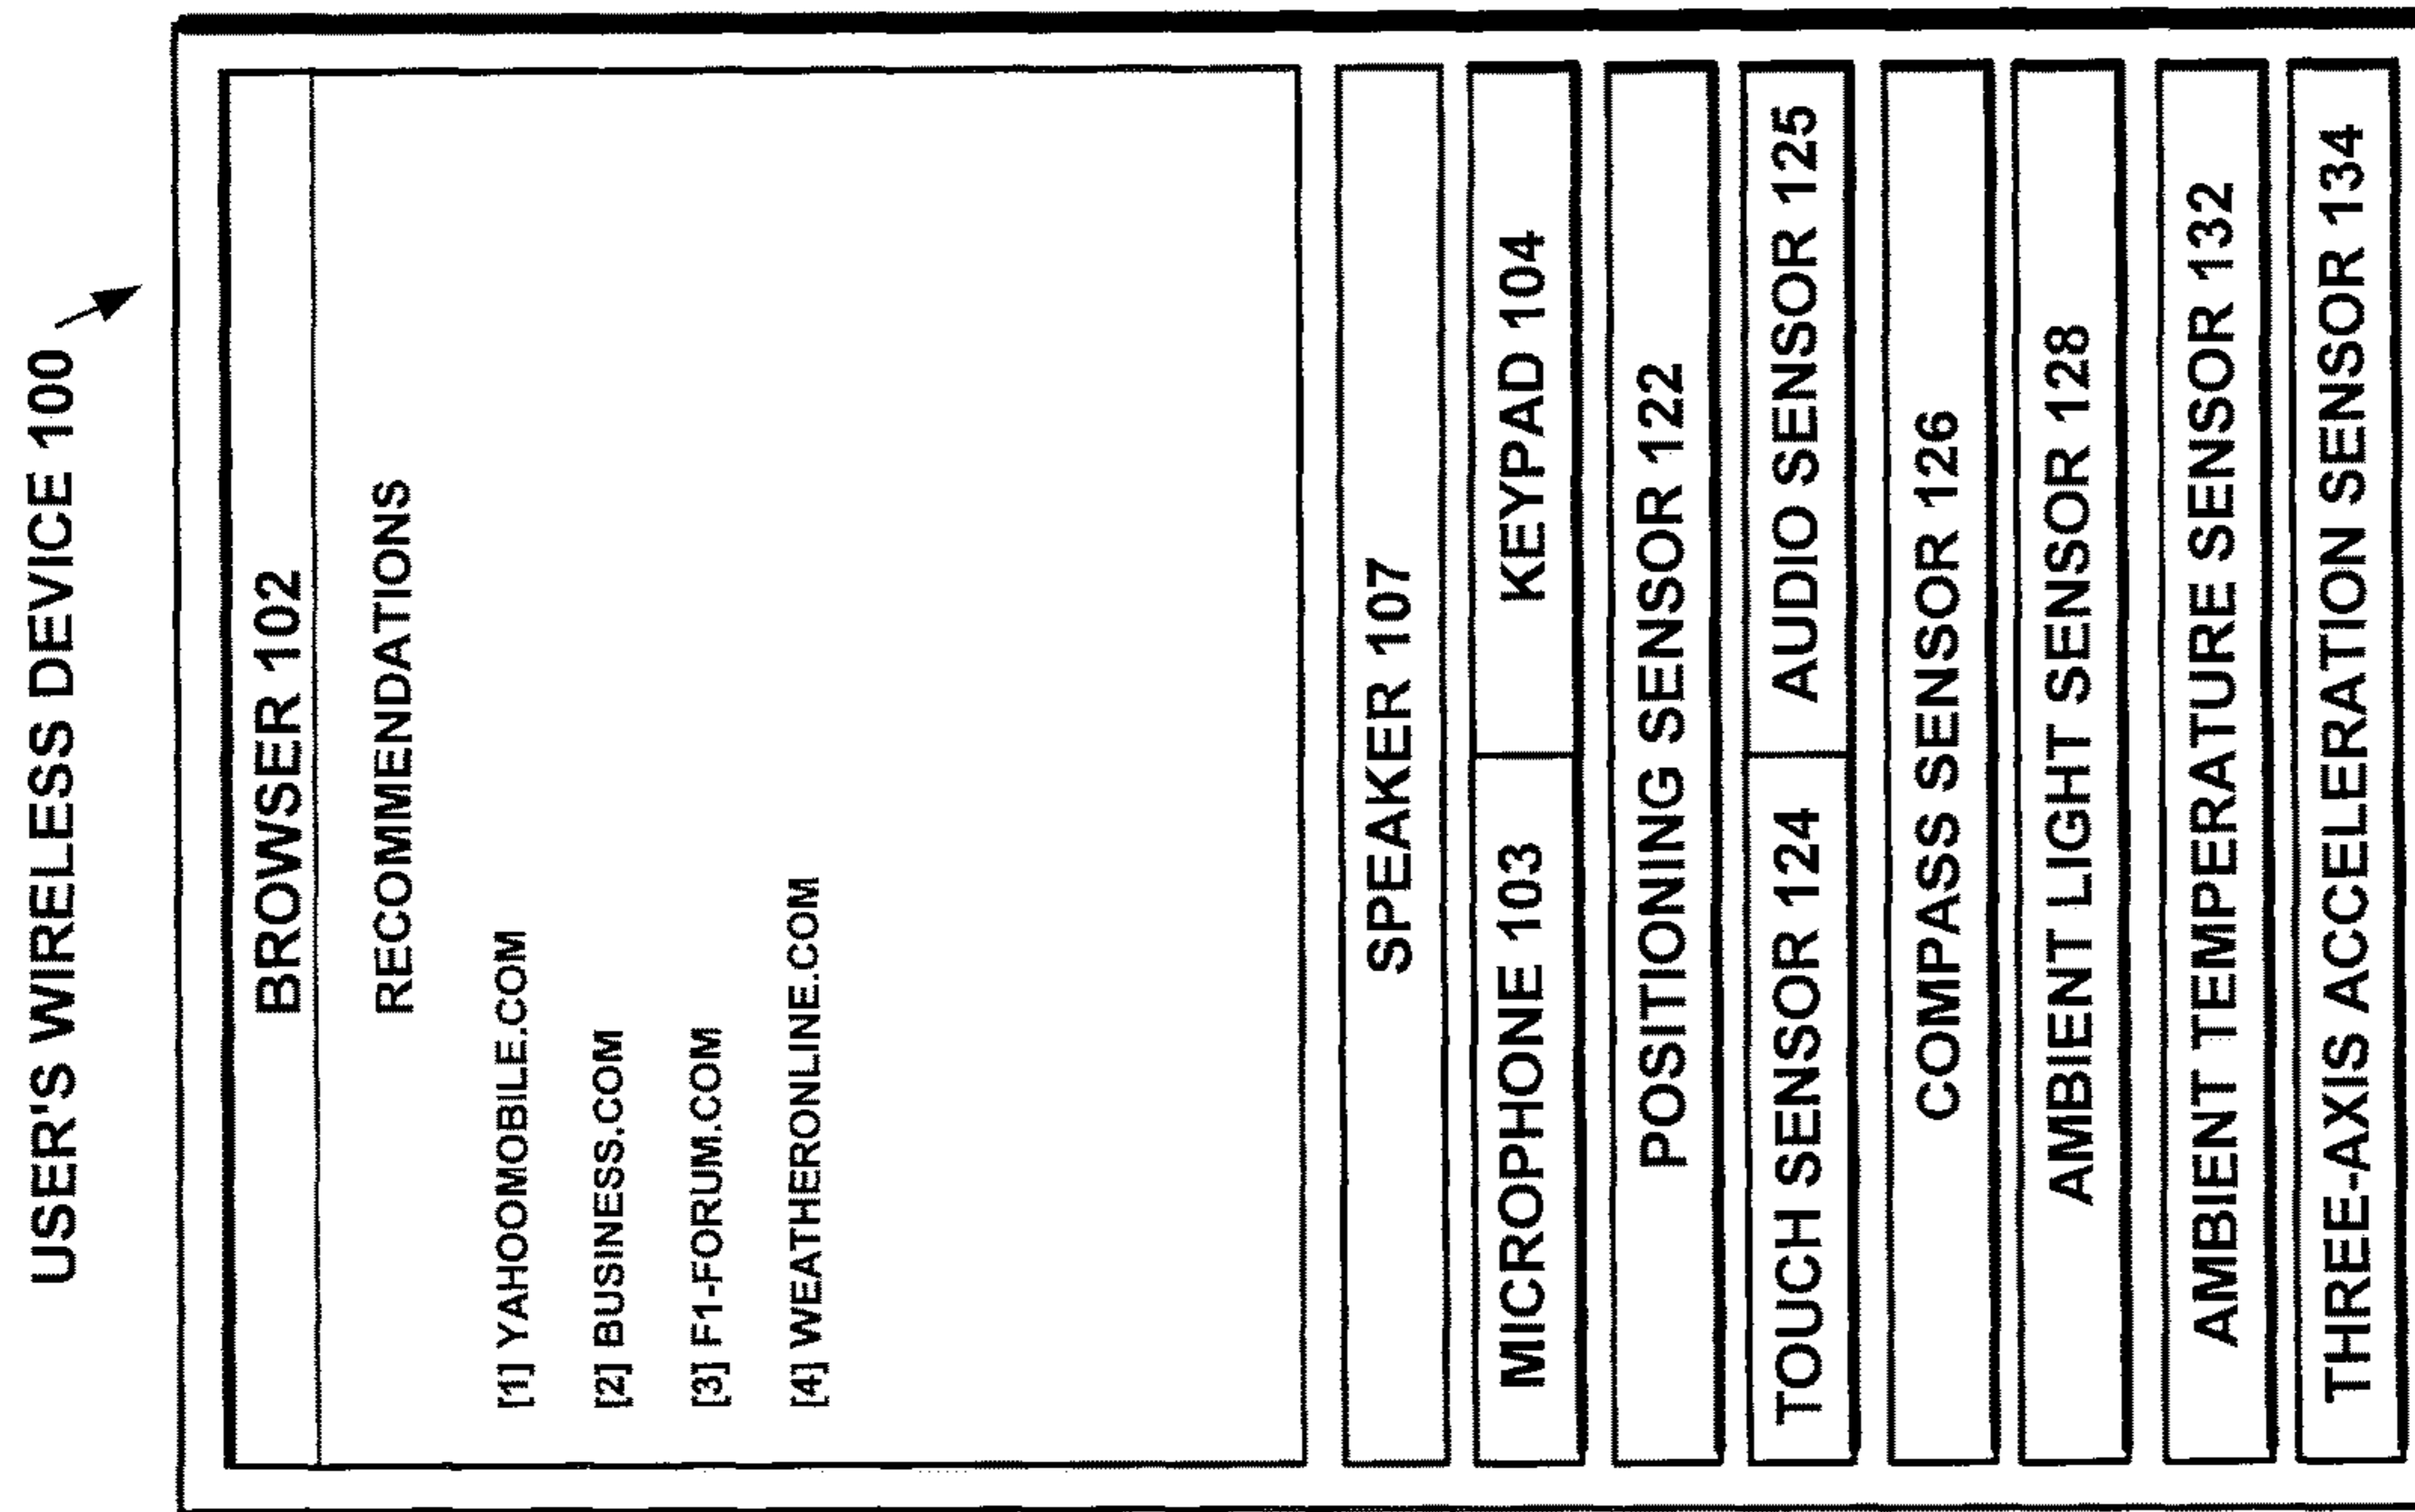 USER'S WIRELESS DEVICE 100
BROWSER 102
RECOMMENDATIONS
[1] YAHOOMOBILE.COM
[2] BUSINESS.COM
[3] F1-FORUM.COM
[4] WEATHERONLINE.COM
SPEAKER 107
MICROPHONE 103 KEYPAD 104
POSITIONING SENSOR 122
TOUCH SENSOR 124 AUDIO SENSOR 125
COMPASS SENSOR 126
AMBIENT LIGHT SENSOR 128
AMBIENT TEMPERATURE SENSOR 132
THREE-AXIS ACCELERATION SENSOR 134